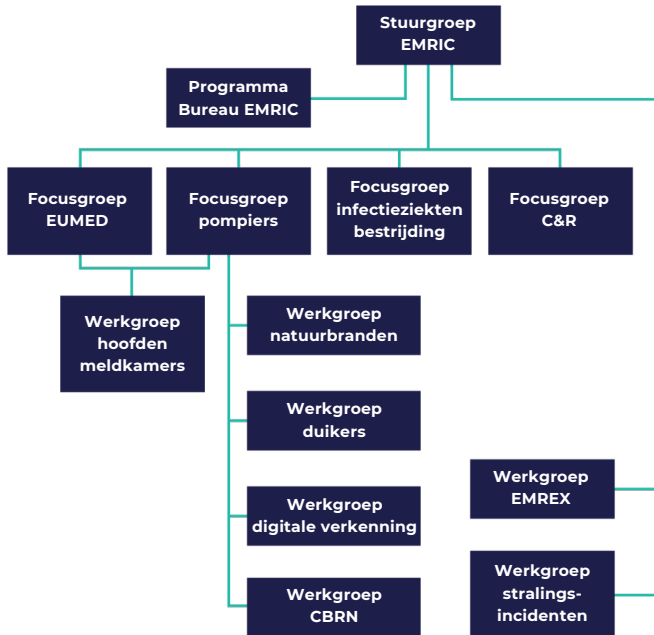 Stuurgroep
EMRIC
Programma
Bureau EMRIC
Focusgroep
EUMED
Focusgroep
pompiers
Focusgroep
infectieziekten
bestrijding
Focusgroep
C&R
Werkgroep
hoofden
meldkamers
Werkgroep
natuurbranden
Werkgroep
duikers
Werkgroep
digitale verkenning
Werkgroep
CBRN
Werkgroep
EMREX
Werkgroep
stralings-
incidenten